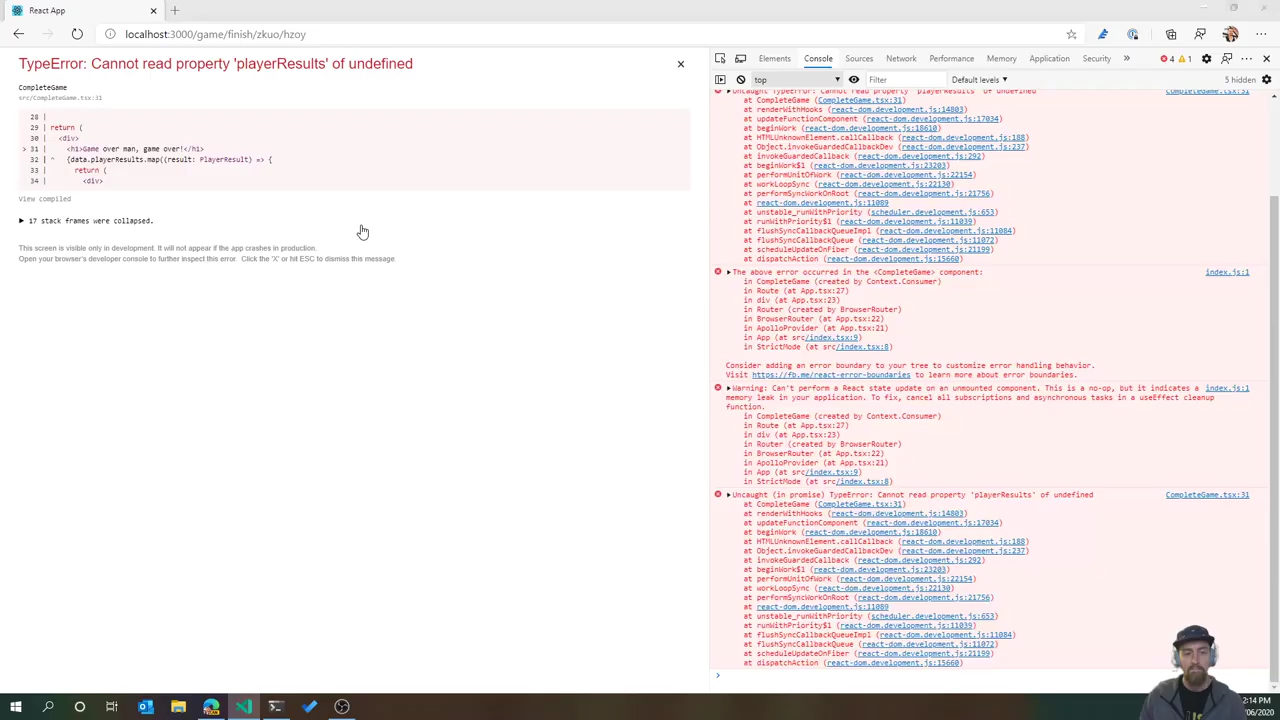 React App
localhost:3000/game/finish/zkuo/hzoy
TypeError: Cannot read property 'playerResults' of undefined
CompleteGame
src/CompleteGame.tsx:31
28 |
29 | return (
30 | <div>
> 31 | <h1>Game over man, game over!</h1>
32 | ^ {data.playerResults.map((result: PlayerResult) => {
33 | return (
34 | <div>
View compiled
▶ 17 stack frames were collapsed.
This screen is visible only in development. It will not appear if the app crashes in production.
Open your browser's developer console to further inspect this error. Click the 'X' or hit ESC to dismiss this message.
Elements Console Sources Network Performance Memory Application Security » 4 1
top Filter Default levels 5 hidden
Uncaught TypeError: Cannot read property 'playerResults' of undefined CompleteGame.tsx:31
at CompleteGame (CompleteGame.tsx:31)
at renderWithHooks (react-dom.development.js:14803)
at updateFunctionComponent (react-dom.development.js:17034)
at beginWork (react-dom.development.js:18610)
at HTMLUnknownElement.callCallback (react-dom.development.js:188)
at Object.invokeGuardedCallbackDev (react-dom.development.js:237)
at invokeGuardedCallback (react-dom.development.js:292)
at beginWork$1 (react-dom.development.js:23203)
at performUnitOfWork (react-dom.development.js:22154)
at workLoopSync (react-dom.development.js:22130)
at performSyncWorkOnRoot (react-dom.development.js:21756)
at react-dom.development.js:11089
at unstable_runWithPriority (scheduler.development.js:653)
at runWithPriority$1 (react-dom.development.js:11039)
at flushSyncCallbackQueueImpl (react-dom.development.js:11084)
at flushSyncCallbackQueue (react-dom.development.js:11072)
at scheduleUpdateOnFiber (react-dom.development.js:21199)
at dispatchAction (react-dom.development.js:15660)
▶The above error occurred in the <CompleteGame> component: index.js:1
in CompleteGame (created by Context.Consumer)
in Route (at App.tsx:27)
in div (at App.tsx:23)
in Router (created by BrowserRouter)
in BrowserRouter (at App.tsx:22)
in ApolloProvider (at App.tsx:21)
in App (at src/index.tsx:9)
in StrictMode (at src/index.tsx:8)
Consider adding an error boundary to your tree to customize error handling behavior.
Visit https://fb.me/react-error-boundaries to learn more about error boundaries.
▶Warning: Can't perform a React state update on an unmounted component. This is a no-op, but it indicates a index.js:1
memory leak in your application. To fix, cancel all subscriptions and asynchronous tasks in a useEffect cleanup
function.
in CompleteGame (created by Context.Consumer)
in Route (at App.tsx:27)
in div (at App.tsx:23)
in Router (created by BrowserRouter)
in BrowserRouter (at App.tsx:22)
in ApolloProvider (at App.tsx:21)
in App (at src/index.tsx:9)
in StrictMode (at src/index.tsx:8)
▶Uncaught (in promise) TypeError: Cannot read property 'playerResults' of undefined CompleteGame.tsx:31
at CompleteGame (CompleteGame.tsx:31)
at renderWithHooks (react-dom.development.js:14803)
at updateFunctionComponent (react-dom.development.js:17034)
at beginWork (react-dom.development.js:18610)
at HTMLUnknownElement.callCallback (react-dom.development.js:188)
at Object.invokeGuardedCallbackDev (react-dom.development.js:237)
at invokeGuardedCallback (react-dom.development.js:292)
at beginWork$1 (react-dom.development.js:23203)
at performUnitOfWork (react-dom.development.js:22154)
at workLoopSync (react-dom.development.js:22130)
at performSyncWorkOnRoot (react-dom.development.js:21756)
at react-dom.development.js:11089
at unstable_runWithPriority (scheduler.development.js:653)
at runWithPriority$1 (react-dom.development.js:11039)
at flushSyncCallbackQueueImpl (react-dom.development.js:11084)
at flushSyncCallbackQueue (react-dom.development.js:11072)
at scheduleUpdateOnFiber (react-dom.development.js:21199)
at dispatchAction (react-dom.development.js:15660)
:14 PM
/06/2020